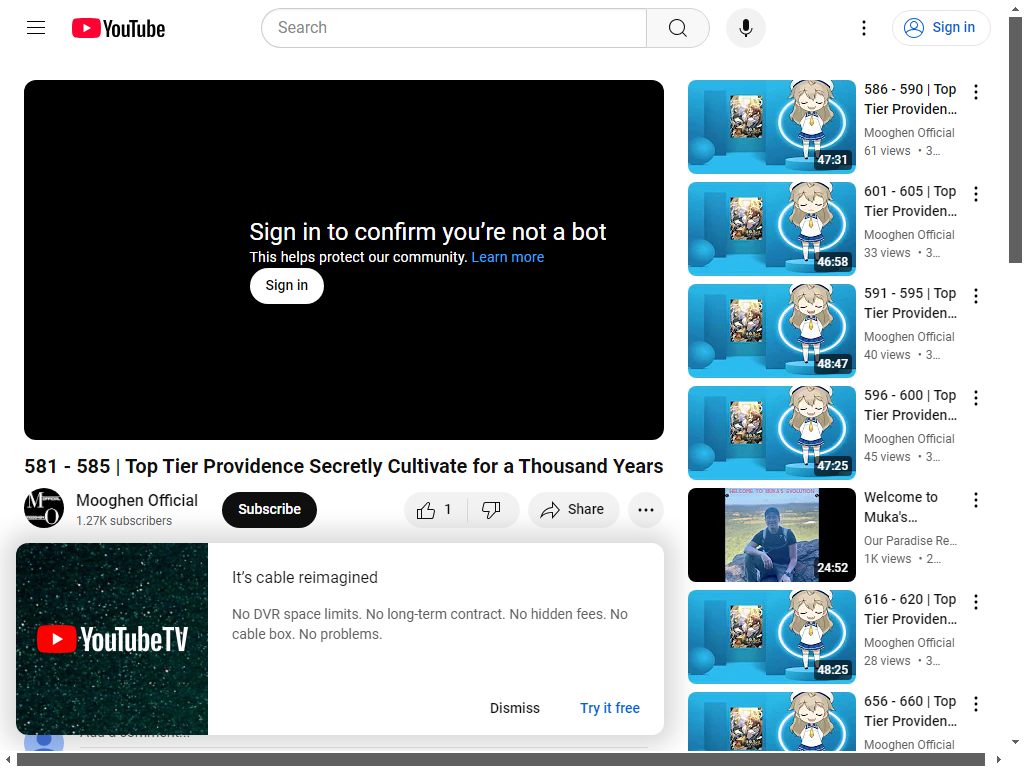 YouTube
Search
Sign in
Sign in to confirm you’re not a bot
This helps protect our community. Learn more
Sign in
581 - 585 | Top Tier Providence Secretly Cultivate for a Thousand Years
Mooghen Official
1.27K subscribers
Subscribe
1
Share
It’s cable reimagined
No DVR space limits. No long-term contract. No hidden fees. No
cable box. No problems.
YouTubeTV
Dismiss
Try it free
Add a comment...
586 - 590 | Top
Tier Providen…
Mooghen Official
61 views • 3…
47:31
601 - 605 | Top
Tier Providen…
Mooghen Official
33 views • 3…
46:58
591 - 595 | Top
Tier Providen…
Mooghen Official
40 views • 3…
48:47
596 - 600 | Top
Tier Providen…
Mooghen Official
45 views • 3…
47:25
WELCOME TO MUKA'S EVOLUTION!
Welcome to
Muka's…
Our Paradise Re…
1K views • 2…
24:52
616 - 620 | Top
Tier Providen…
Mooghen Official
28 views • 3…
48:25
656 - 660 | Top
Tier Providen…
Mooghen Official